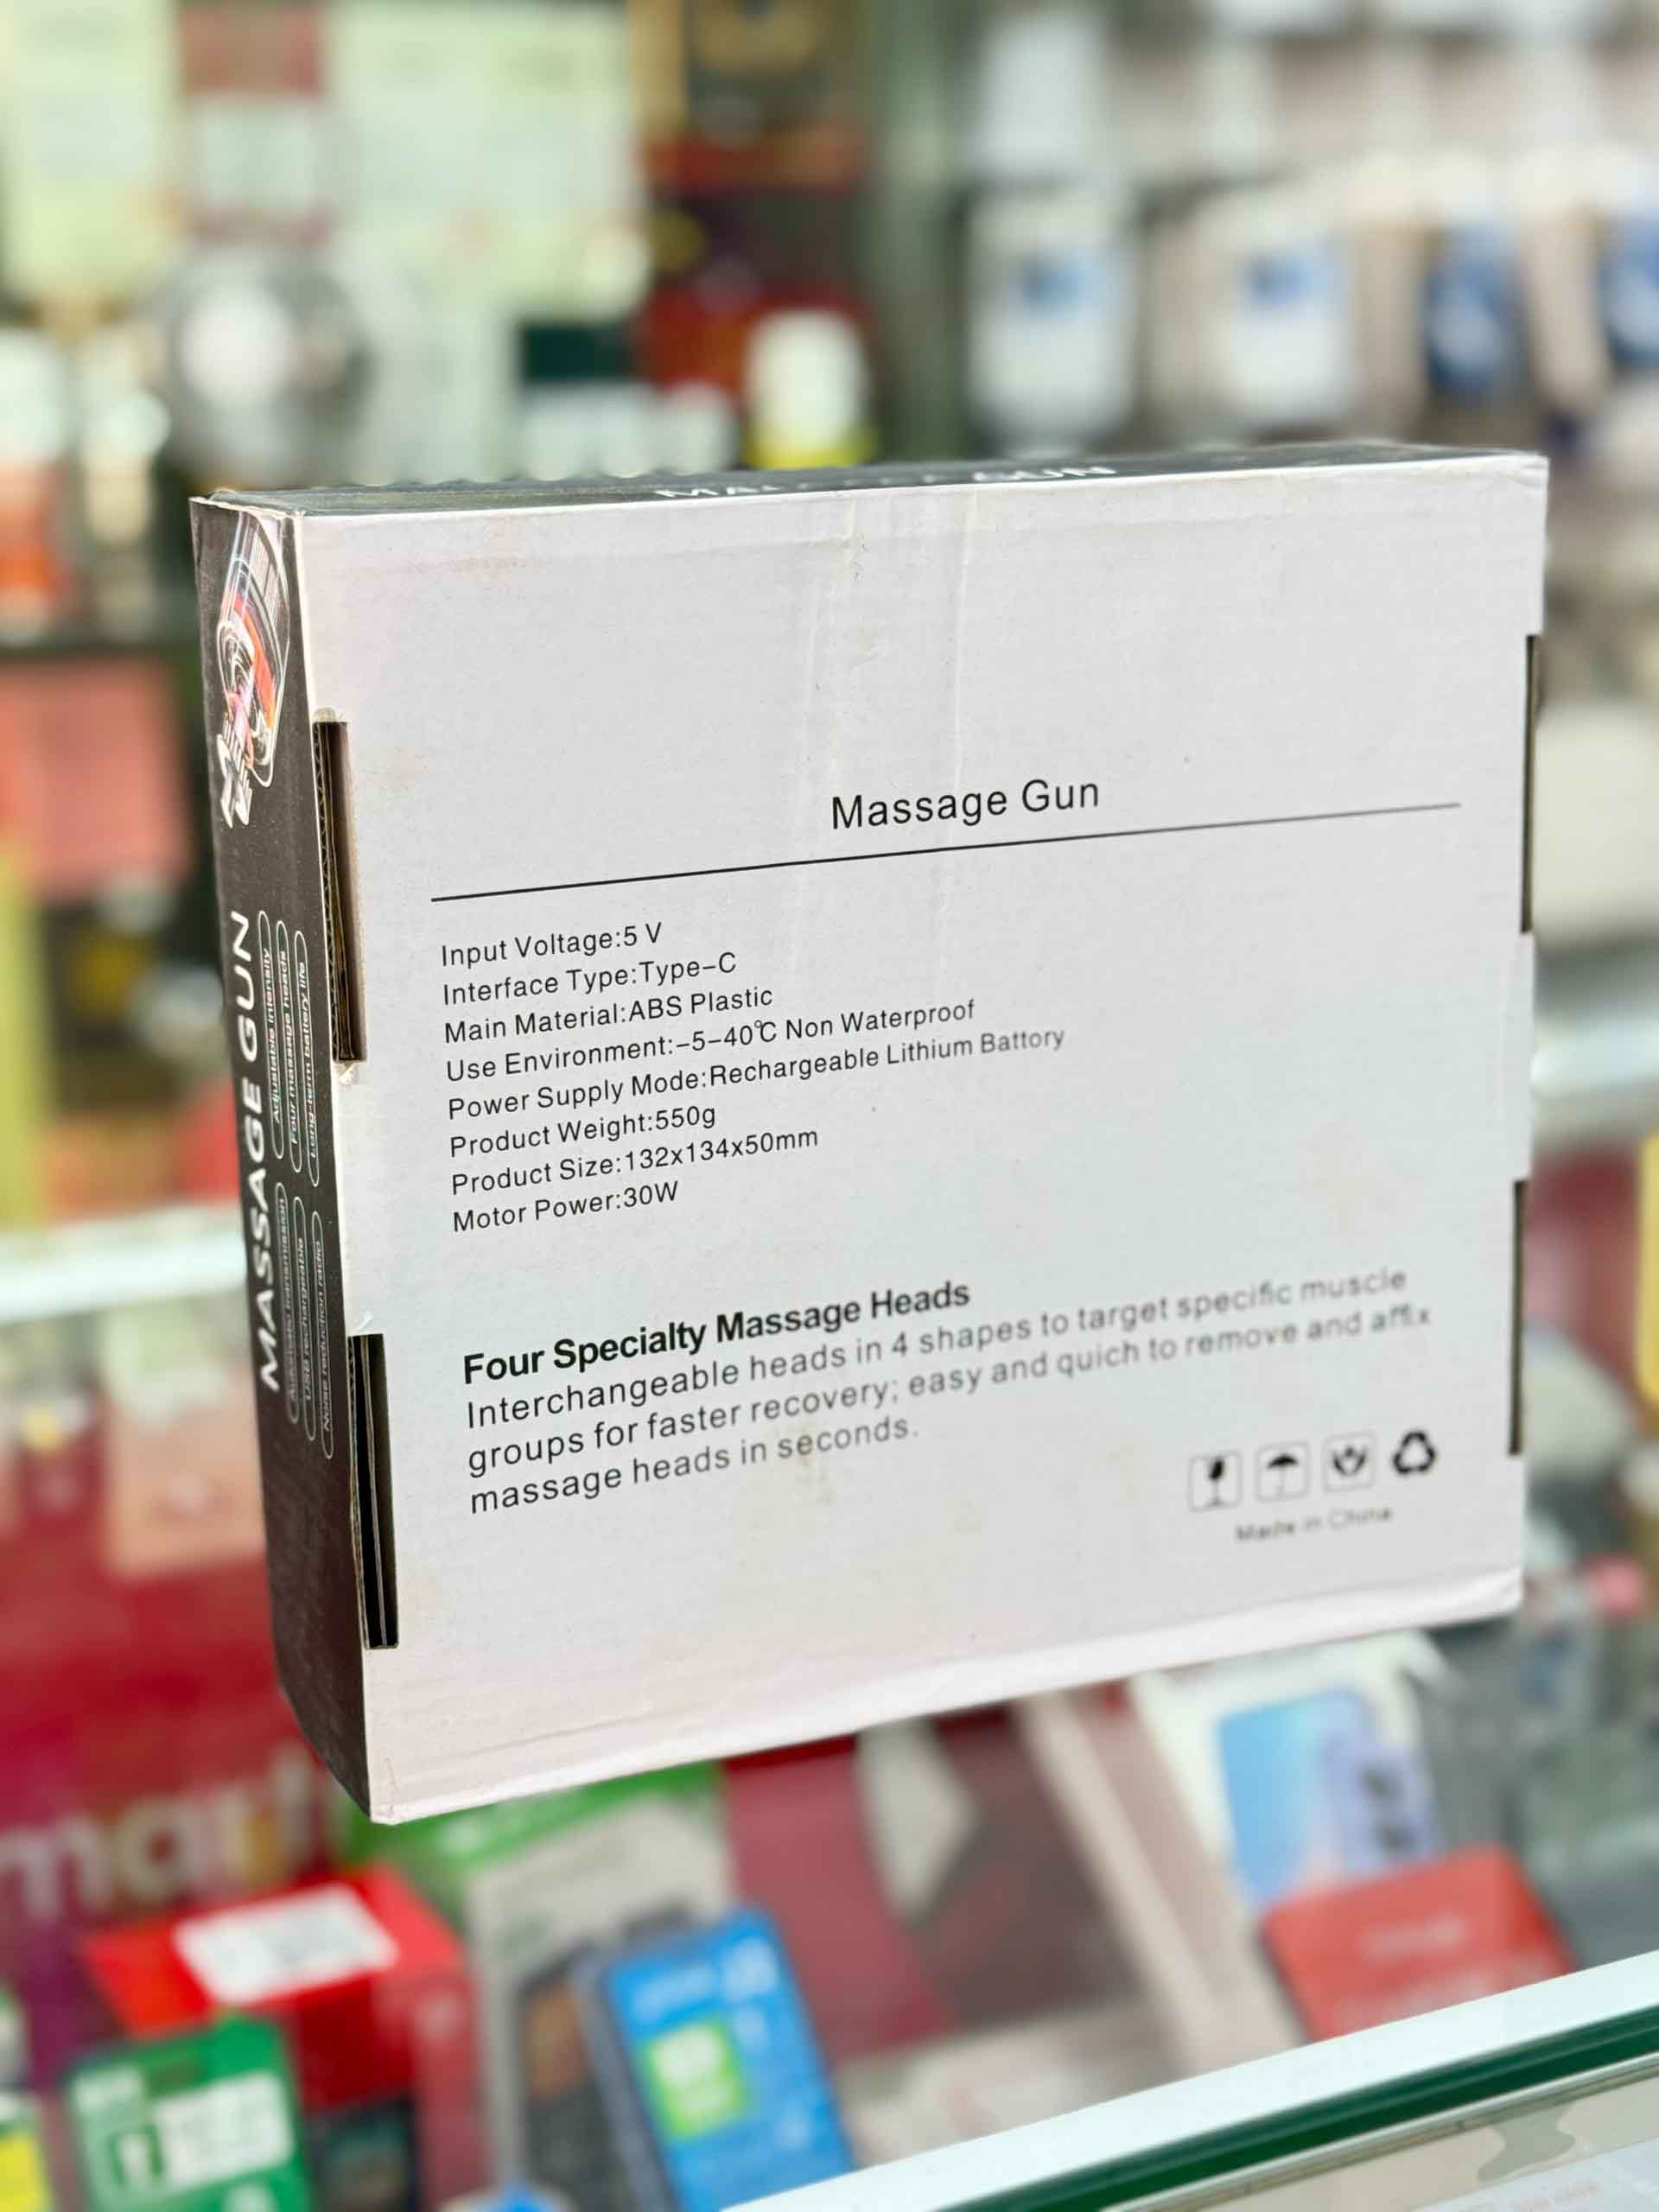 MASSAGE GUN
Massage Gun
Input Voltage:5 V
Interface Type:Type-C
Main Material:ABS Plastic
Use Environment:-5-40℃ Non Waterproof
Power Supply Mode:Rechargeable Lithium Battory
Product Weight:550g
Product Size:132x134x50mm
Motor Power:30W
Four Specialty Massage Heads
Interchangeable heads in 4 shapes to target specific muscle
groups for faster recovery; easy and quich to remove and affix
massage heads in seconds.
Made in China
MASSAGE GUN
Adjustable intensity
Four massage heads
Long-term battery life
USB rechargeable
Noise reduction radio